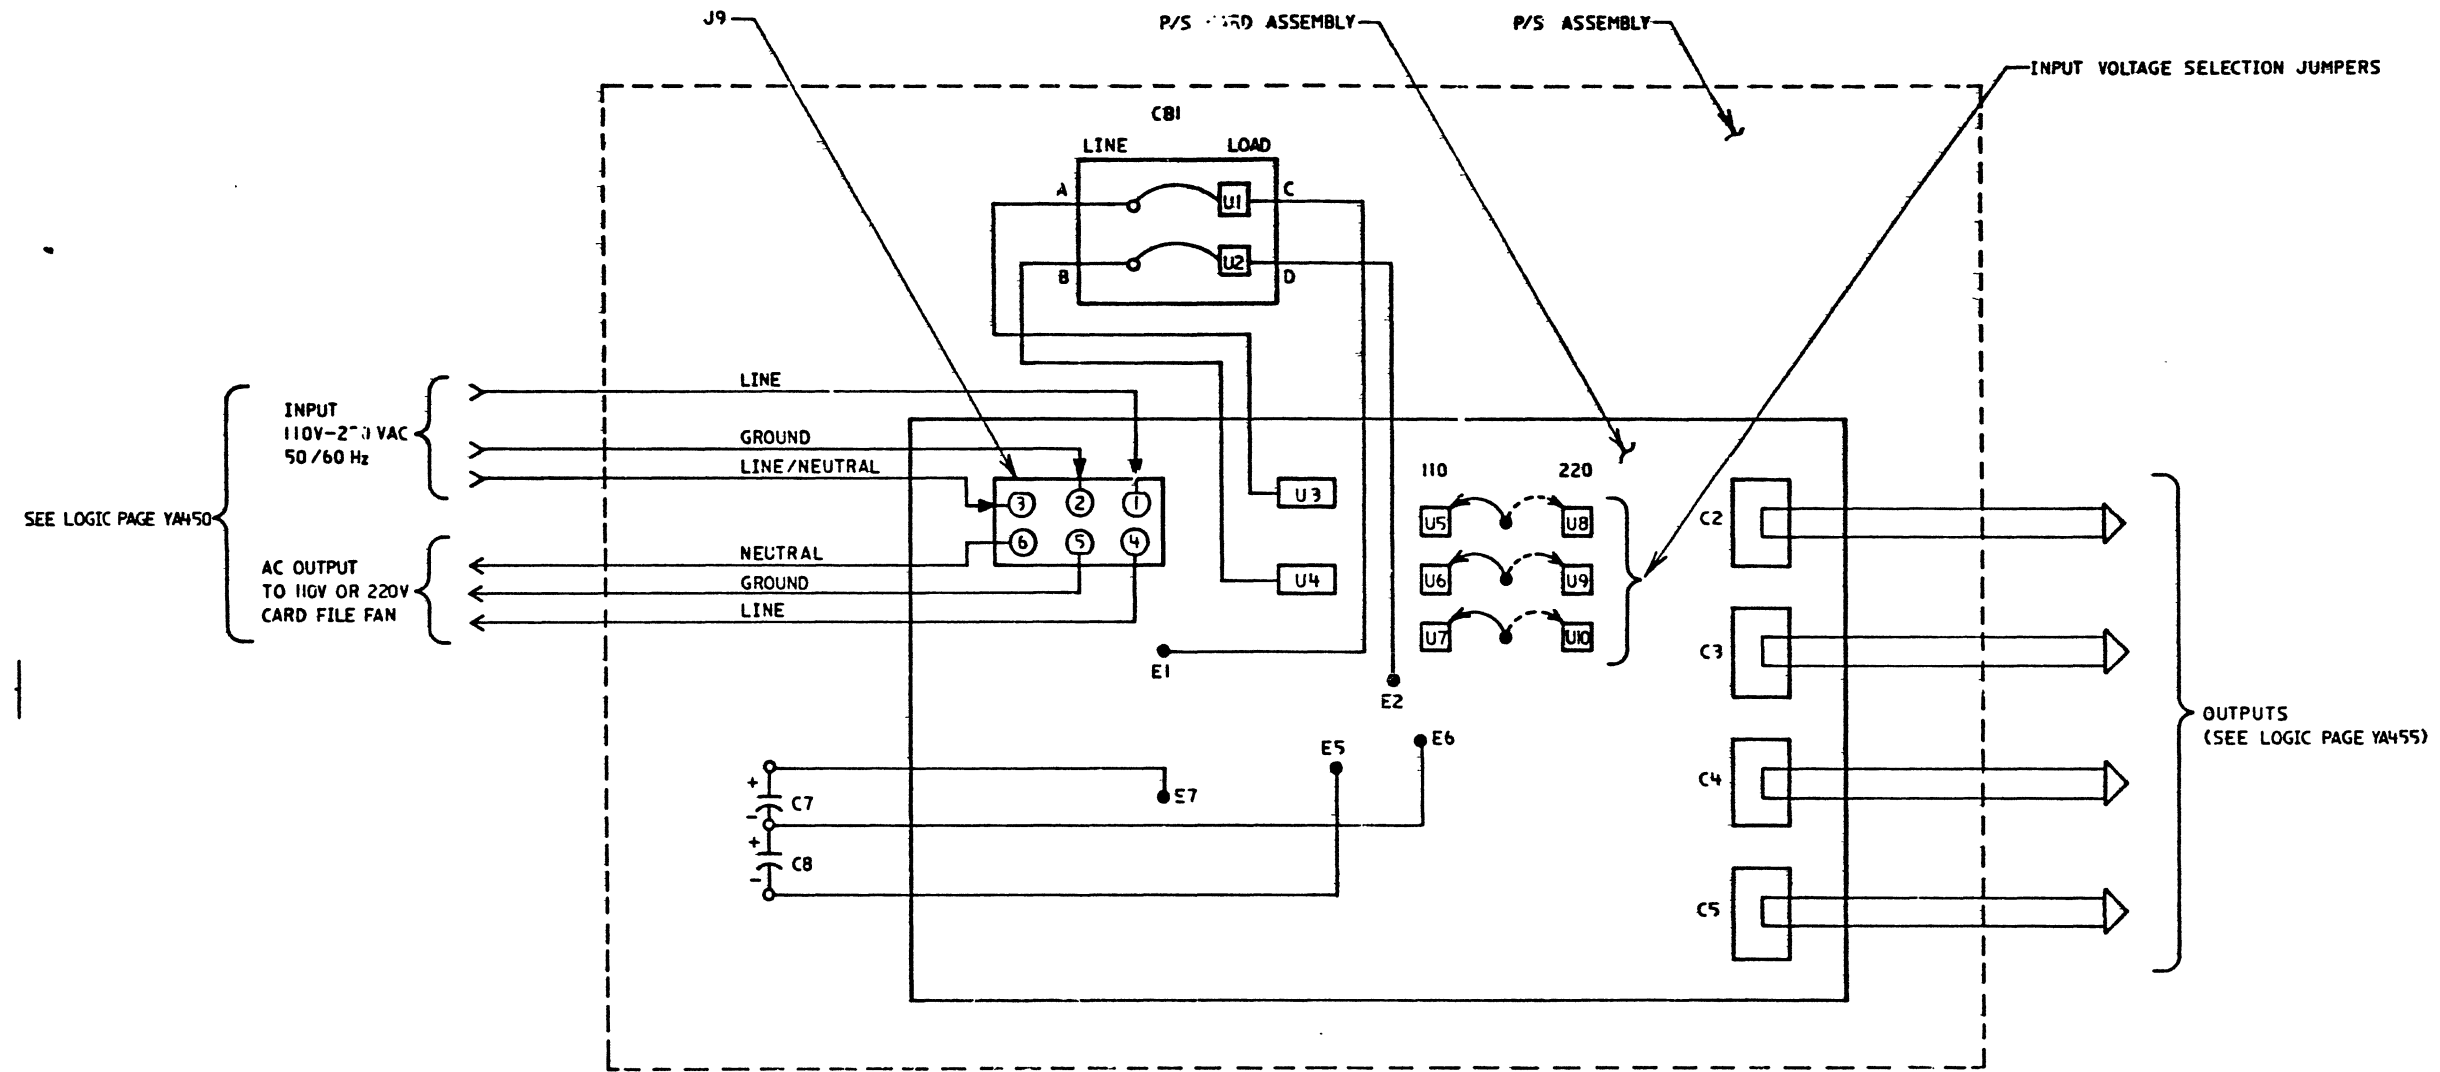 J9
P/S ASSEMBLY
P/S ASSEMBLY
INPUT VOLTAGE SELECTION JUMPERS
CB1
LINE LOAD
A U1 C
B U2 D
LINE
INPUT
VAC
50/60 Hz
GROUND
LINE/NEUTRAL
SEE LOGIC PAGE YA450
3 2 1
6 5 4
NEUTRAL
AC OUTPUT
TO 110V OR 220V
CARD FILE FAN
GROUND
LINE
U3
U4
110 220
U5 U8
U6 U9
U7 U10
E1
E2
E6
E5
E7
+
C7
-
+
C8
-
C2
C3
C4
C5
OUTPUTS
(SEE LOGIC PAGE YA455)